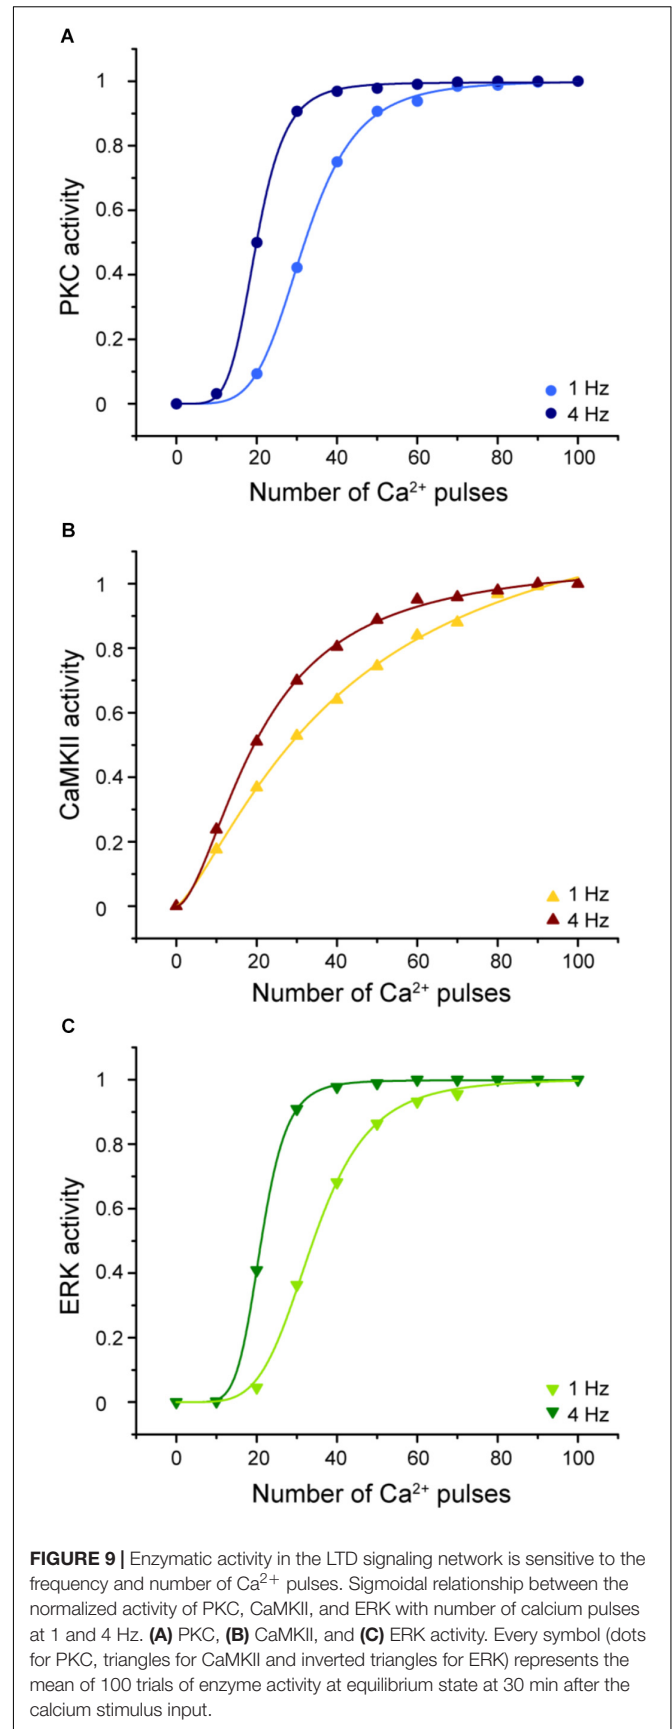 A
1
0.8
0.6
0.4
0.2
0
PKC activity
1 Hz
4 Hz
0 20 40 60 80 100
Number of Ca²⁺ pulses
B
1
0.8
0.6
0.4
0.2
0
CaMKII activity
1 Hz
4 Hz
0 20 40 60 80 100
Number of Ca²⁺ pulses
C
1
0.8
0.6
0.4
0.2
0
ERK activity
1 Hz
4 Hz
0 20 40 60 80 100
Number of Ca²⁺ pulses
FIGURE 9 | Enzymatic activity in the LTD signaling network is sensitive to the
frequency and number of Ca²⁺ pulses. Sigmoidal relationship between the
normalized activity of PKC, CaMKII, and ERK with number of calcium pulses
at 1 and 4 Hz. (A) PKC, (B) CaMKII, and (C) ERK activity. Every symbol (dots
for PKC, triangles for CaMKII and inverted triangles for ERK) represents the
mean of 100 trials of enzyme activity at equilibrium state at 30 min after the
calcium stimulus input.